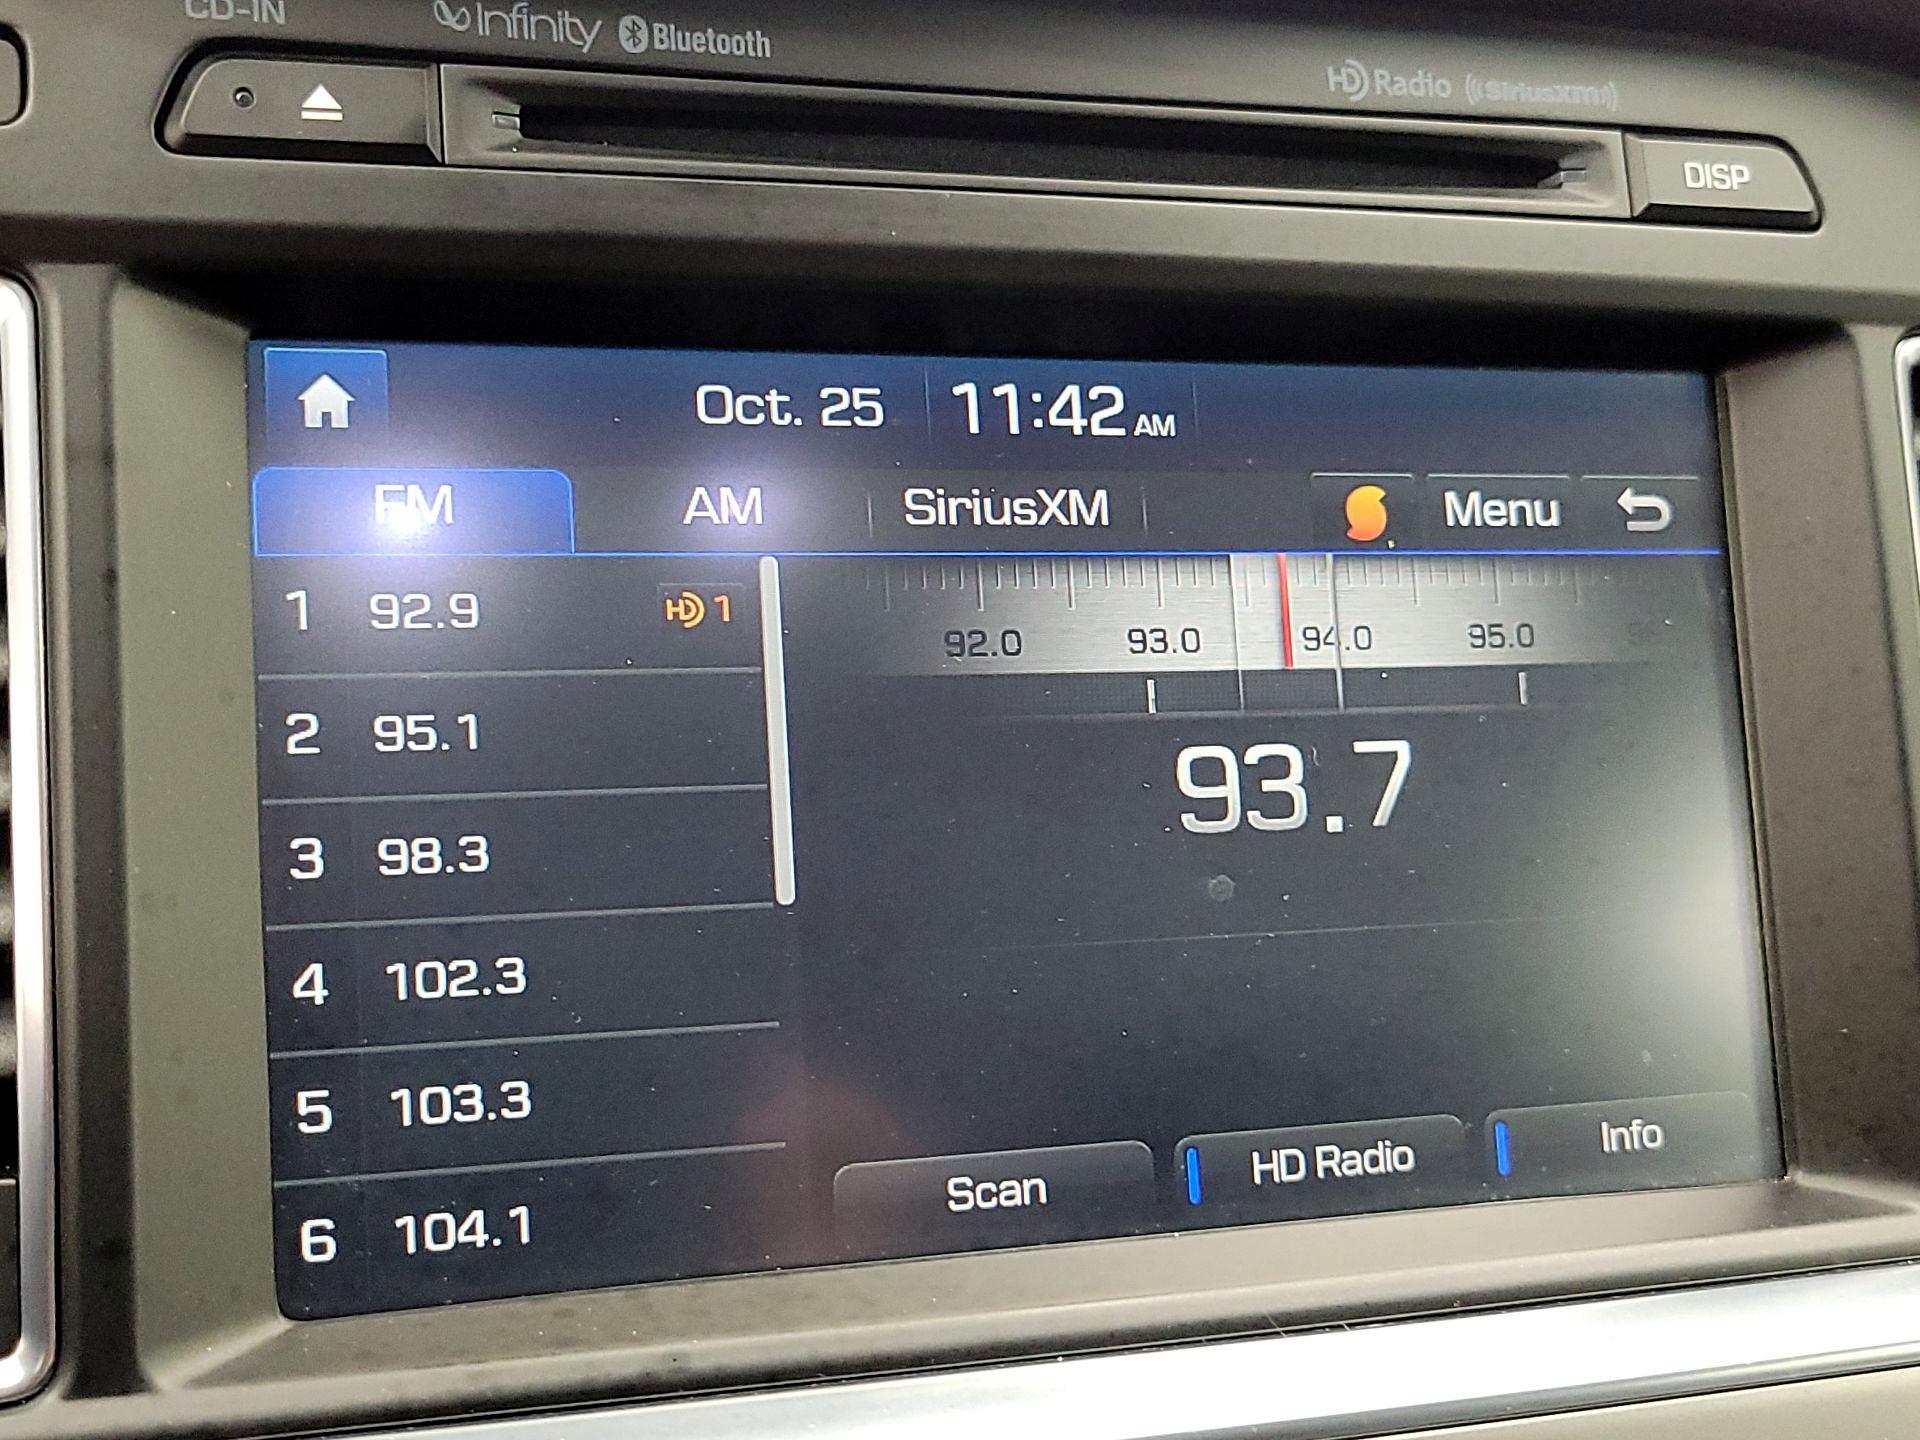 CD-IN
Infinity Bluetooth
HD Radio ((SiriusXM))
DISP
Oct. 25 11:42 AM
FM AM SiriusXM Menu
92.0 93.0 94.0 95.0
93.7
1 92.9 HD 1
2 95.1
3 98.3
4 102.3
5 103.3
6 104.1
Scan HD Radio Info